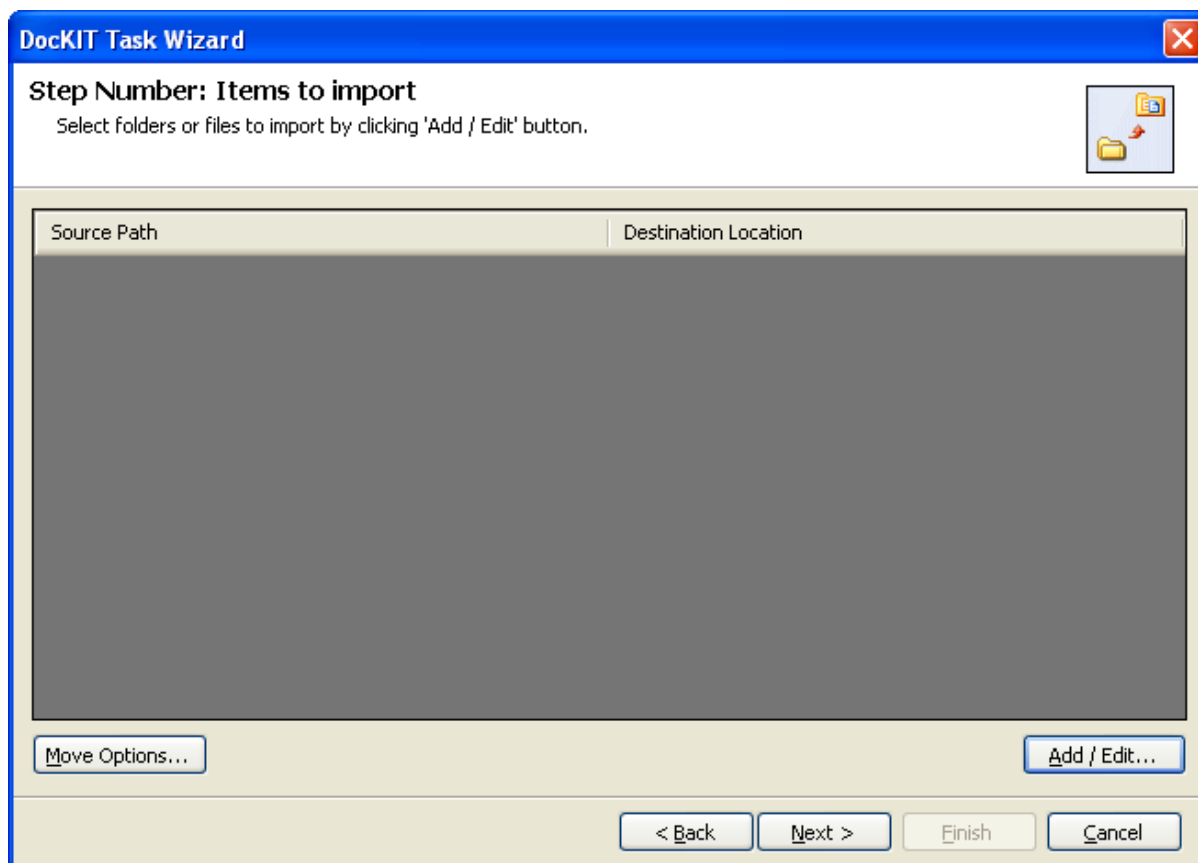 DocKIT Task Wizard
Step Number: Items to import
Select folders or files to import by clicking 'Add / Edit' button.
Source Path Destination Location
Move Options... Add / Edit...
< Back Next > Finish Cancel